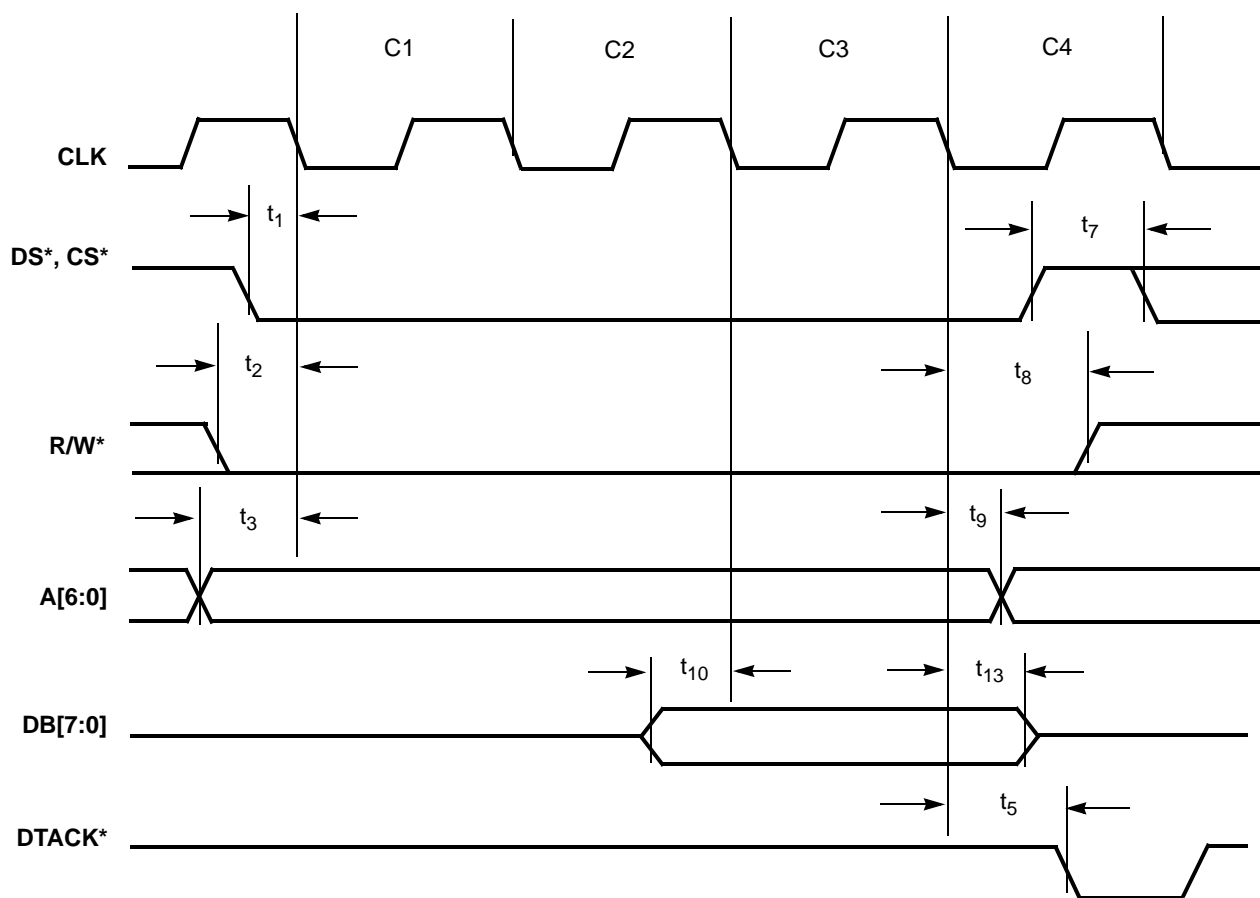 C1 C2 C3 C4
CLK
t1
t7
DS*, CS*
t2
t8
R/W*
t3
t9
A[6:0]
t10
t13
DB[7:0]
t5
DTACK*